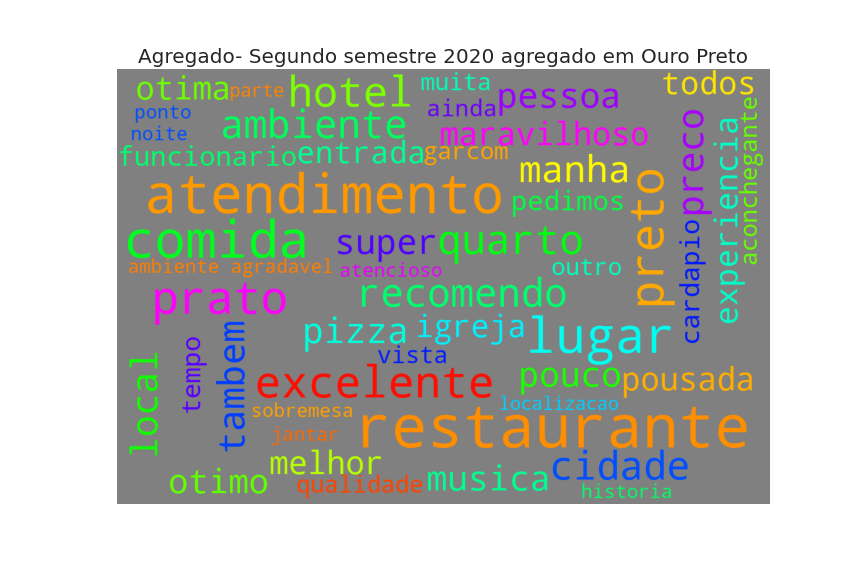 Agregado- Segundo semestre 2020 agregado em Ouro Preto
otima
parte
hotel
muita
todos
ponto
ainda
pessoa
noite
ambiente
maravilhoso
funcionario
entrada
garcom
manha
preco
experiencia
aconchegante
atendimento
pedimos
preto
comida
super
quarto
cardapio
ambiente agradavel
atencioso
outro
prato
recomendo
pizza
igreja
lugar
tempo
tambem
vista
local
excelente
pouco
pousada
sobremesa
localizacao
jantar
restaurante
melhor
cidade
otimo
qualidade
musica
historia